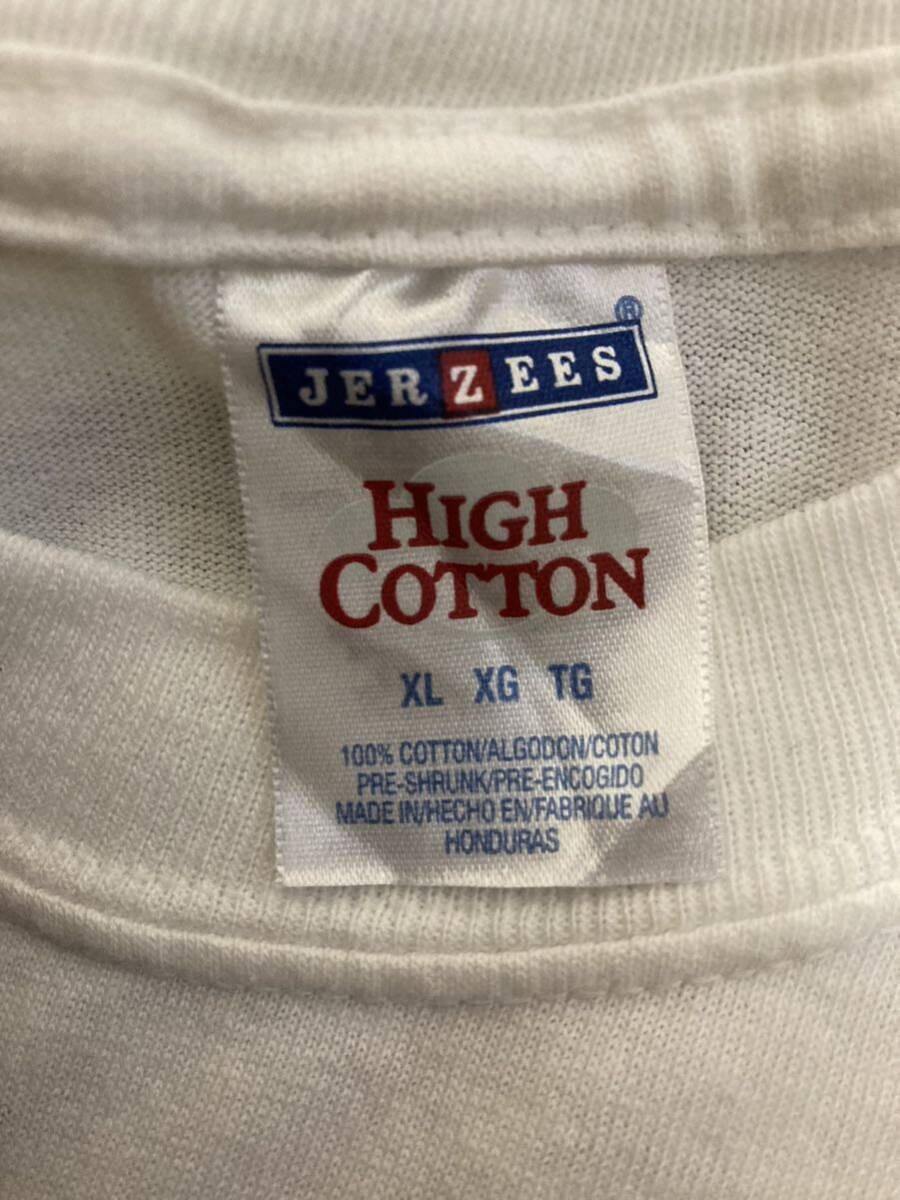 JERZEES®
HIGH
COTTON
XL XG TG
100% COTTON/ALGODON/COTON
PRE-SHRUNK/PRE-ENCOGIDO
MADE IN/HECHO EN/FABRIQUE AU
HONDURAS